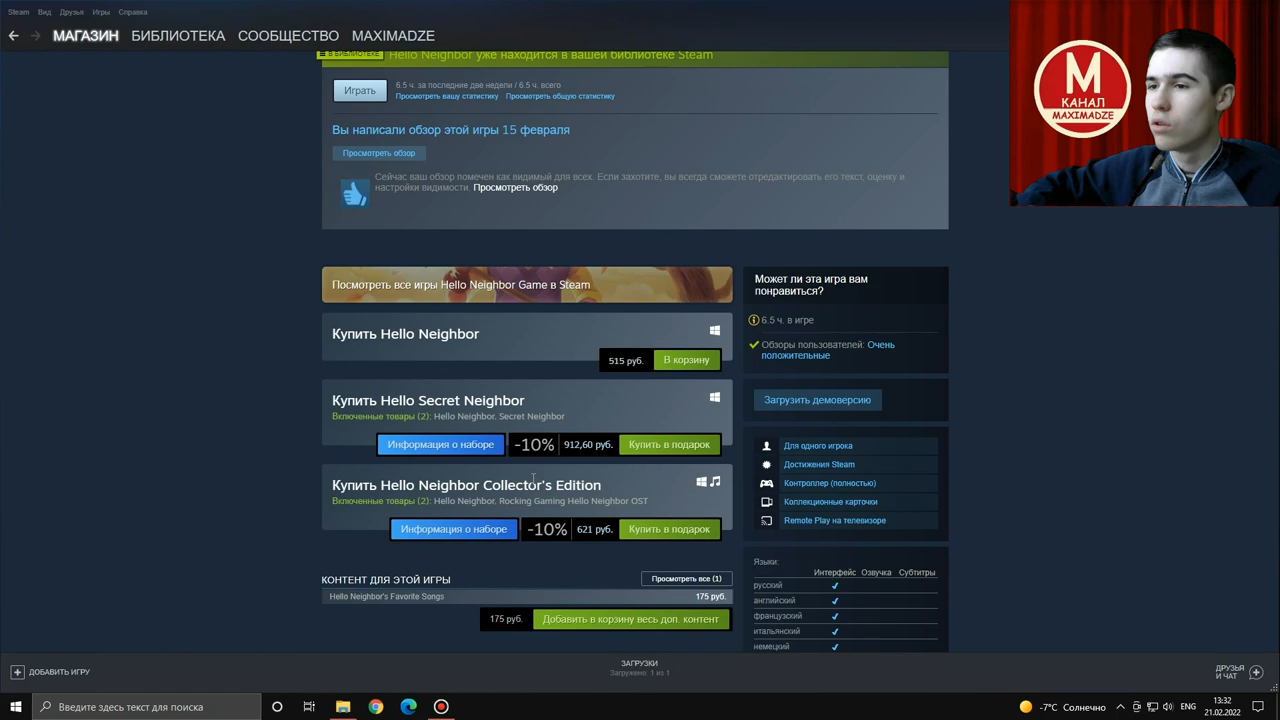 Steam Вид Друзья Игры Справка
МАГАЗИН БИБЛИОТЕКА СООБЩЕСТВО MAXIMADZE
М
КАНАЛ
MAXIMADZE
В БИБЛИОТЕКЕ Hello Neighbor уже находится в вашей библиотеке Steam
Играть
6.5 ч. за последние две недели / 6.5 ч. всего
Просмотреть вашу статистику Просмотреть общую статистику
Вы написали обзор этой игры 15 февраля
Просмотреть обзор
Сейчас ваш обзор помечен как видимый для всех. Если захотите, вы всегда сможете отредактировать его текст, оценку и
настройки видимости. Просмотреть обзор
Посмотреть все игры Hello Neighbor Game в Steam
Купить Hello Neighbor
515 руб. В корзину
Купить Hello Secret Neighbor
Включенные товары (2): Hello Neighbor, Secret Neighbor
Информация о наборе -10% 912,60 руб. Купить в подарок
Купить Hello Neighbor Collector's Edition
Включенные товары (2): Hello Neighbor, Rocking Gaming Hello Neighbor OST
Информация о наборе -10% 621 руб. Купить в подарок
КОНТЕНТ ДЛЯ ЭТОЙ ИГРЫ Просмотреть все (1)
Hello Neighbor's Favorite Songs 175 руб.
175 руб. Добавить в корзину весь доп. контент
Может ли эта игра вам
понравиться?
6.5 ч. в игре
Обзоры пользователей: Очень
положительные
Загрузить демоверсию
Для одного игрока
Достижения Steam
Контроллер (полностью)
Коллекционные карточки
Remote Play на телевизоре
Языки:
Интерфейс Озвучка Субтитры
русский
английский
французский
итальянский
немецкий
ДОБАВИТЬ ИГРУ
ЗАГРУЗКИ
Загружено: 1 из 1
ДРУЗЬЯ
И ЧАТ
Введите здесь текст для поиска
-7°C Солнечно
ENG
13:32
21.02.2022